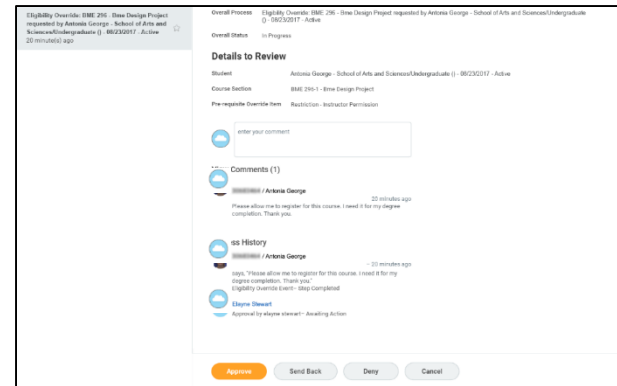 Eligibility Override: BME 296 - Bme Design Project
requested by Antonia George - School of Arts and
Sciences/Undergraduate () - 08/23/2017 - Active
20 minute(s) ago
Overall Process Eligibility Override: BME 296 - Bme Design Project requested by Antonia George - School of Arts and Sciences/Undergraduate
() - 08/23/2017 - Active
Overall Status In Progress
Details to Review
Student Antonia George - School of Arts and Sciences/Undergraduate () - 08/23/2017 - Active
Course Section BME 296-1 - Bme Design Project
Pre-requisite Override Item Restriction - Instructor Permission
enter your comment
Comments (1)
/ Antonia George
20 minutes ago
Please allow me to register for this course. I need it for my degree
completion. Thank you.
ss History
/ Antonia George
- 20 minutes ago
says, "Please allow me to register for this course. I need it for my
degree completion. Thank you."
Eligibility Override Event - Step Completed
Elayne Stewart
Approval by elayne stewart - Awaiting Action
Approve Send Back Deny Cancel